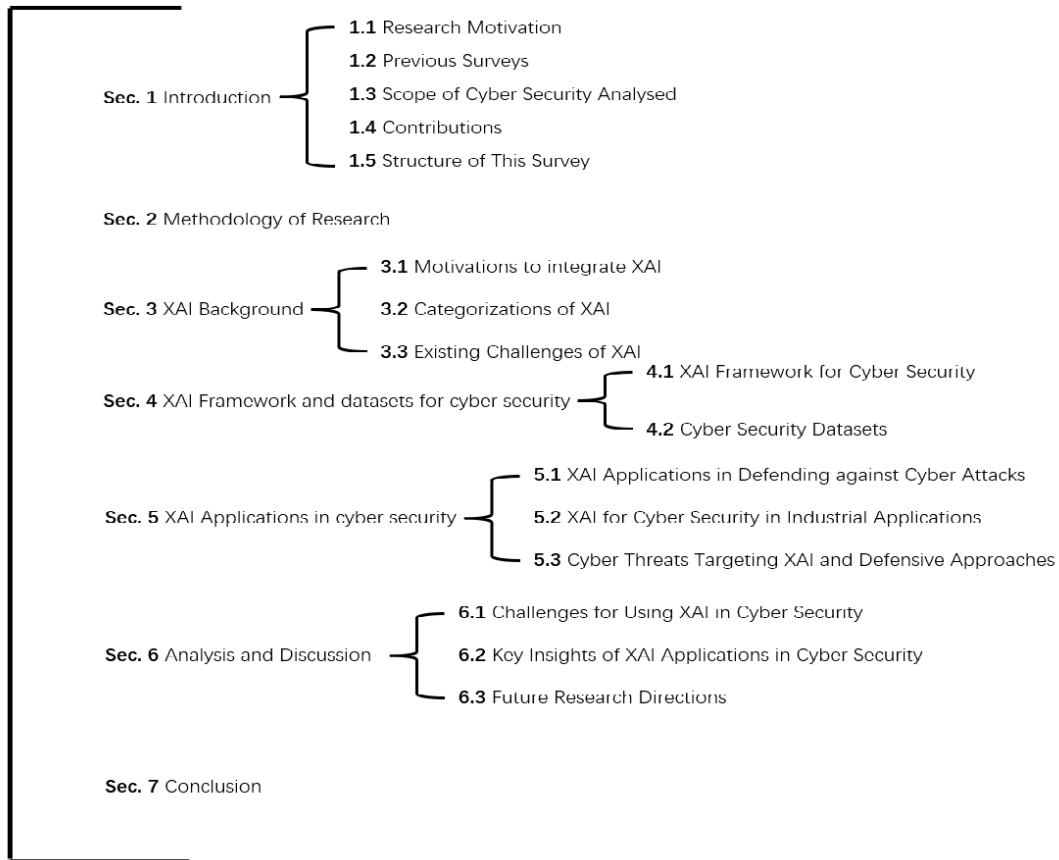 1.1 Research Motivation
1.2 Previous Surveys
Sec. 1 Introduction
1.3 Scope of Cyber Security Analysed
1.4 Contributions
1.5 Structure of This Survey
Sec. 2 Methodology of Research
3.1 Motivations to integrate XAI
Sec. 3 XAI Background
3.2 Categorizations of XAI
3.3 Existing Challenges of XAI
4.1 XAI Framework for Cyber Security
Sec. 4 XAI Framework and datasets for cyber security
4.2 Cyber Security Datasets
5.1 XAI Applications in Defending against Cyber Attacks
Sec. 5 XAI Applications in cyber security
5.2 XAI for Cyber Security in Industrial Applications
5.3 Cyber Threats Targeting XAI and Defensive Approaches
6.1 Challenges for Using XAI in Cyber Security
Sec. 6 Analysis and Discussion
6.2 Key Insights of XAI Applications in Cyber Security
6.3 Future Research Directions
Sec. 7 Conclusion